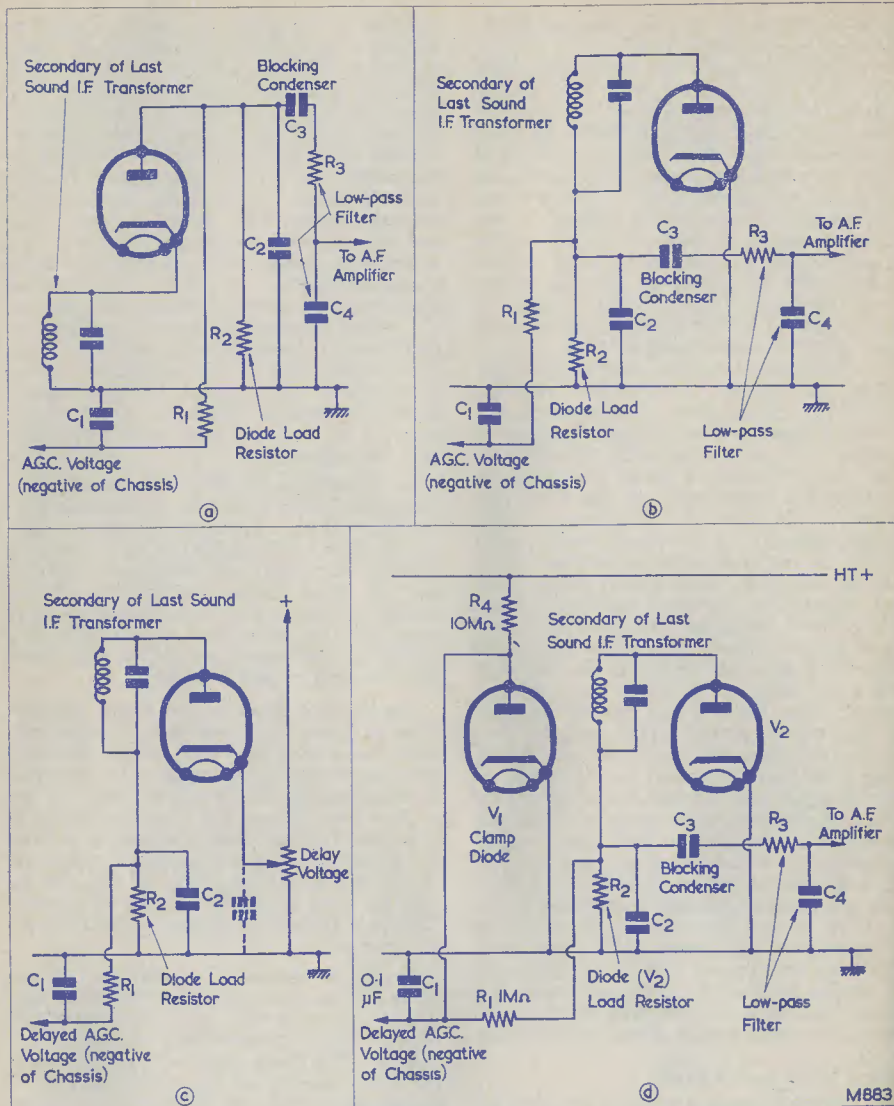 Secondary of Last
Sound I.F. Transformer
Blocking
Condenser
C3
R3
Low-pass
Filter
C2
To A.F.
Amplifier
C4
R2
C1
R1
Diode Load
Resistor
A.G.C. Voltage
(negative of Chassis)
a
Secondary of
Last Sound
I.F. Transformer
C3
R3
To A.F.
Amplifier
Blocking
Condenser
R1
C2
C4
R2
C1
Diode Load
Resistor
Low-pass
Filter
A.G.C. Voltage
(negative of Chassis)
b
Secondary of Last Sound
I.F. Transformer
+
Delay
Voltage
R2
C2
C1
R1
Diode Load
Resistor
Delayed A.G.C.
Voltage (negative
of Chassis)
c
HT+
R4
10MΩ
Secondary of Last
Sound I.F. Transformer
V2
V1
Clamp
Diode
C3
R3
To A.F.
Amplifier
Blocking
Condenser
R2
C2
C4
0·1
µF
C1
R1 1MΩ
Diode (V2)
Load Resistor
Low-pass
Filter
Delayed A.G.C.
Voltage (negative
of Chassis)
d
M883